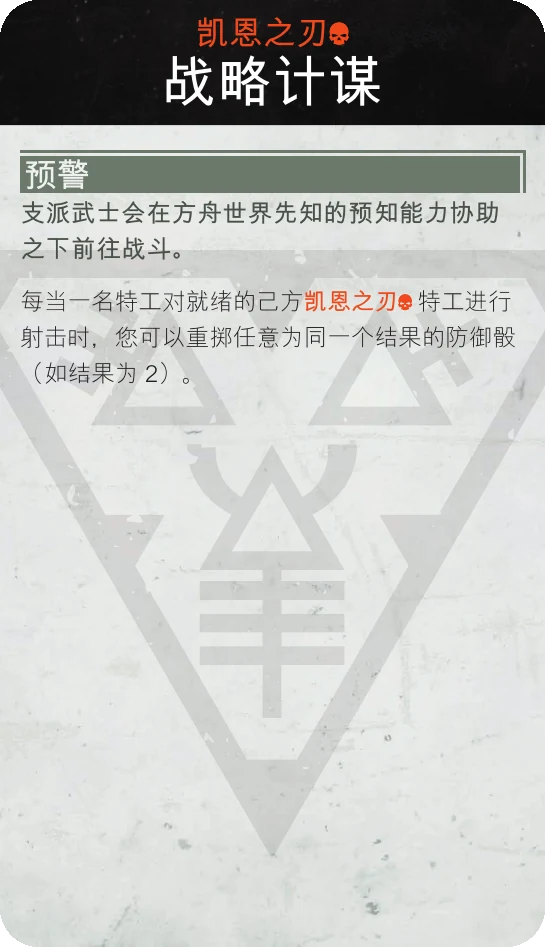 凯恩之刃
战略计谋
预警
支派武士会在方舟世界先知的预知能力协助
之下前往战斗。
每当一名特工对就绪的己方凯恩之刃特工进行
射击时，您可以重掷任意为同一个结果的防御骰
（如结果为 2）。